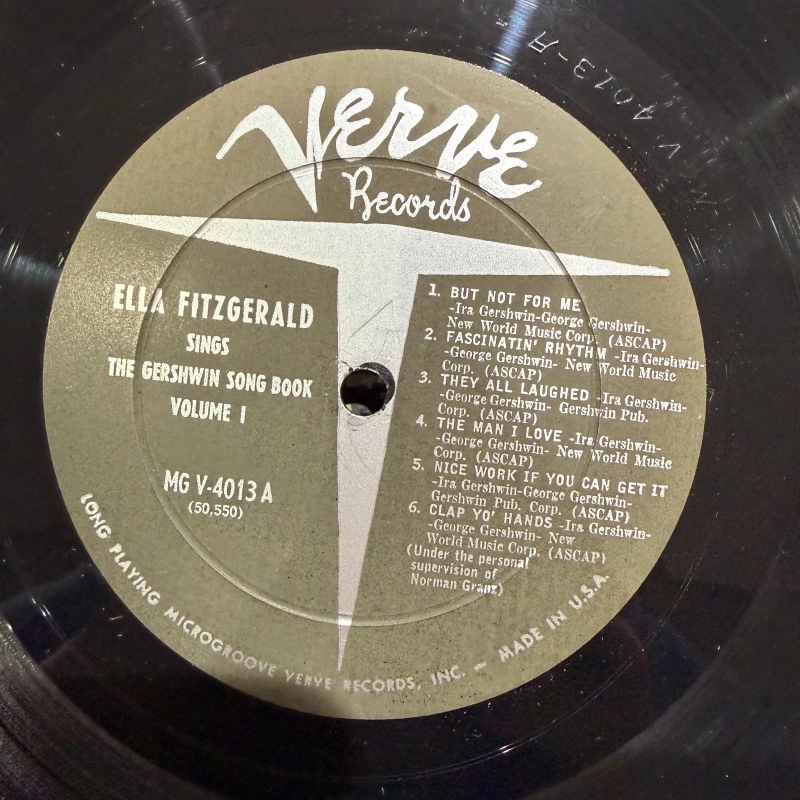 MG V 4013-A
Verve
Records
ELLA FITZGERALD
SINGS
THE GERSHWIN SONG BOOK
VOLUME 1
MG V-4013 A
(50,550)
1. BUT NOT FOR ME
-Ira Gershwin-George Gershwin-
New World Music Corp. (ASCAP)
2. FASCINATIN' RHYTHM -Ira Gershwin-
-George Gershwin- New World Music
Corp. (ASCAP)
3. THEY ALL LAUGHED -Ira Gershwin-
-George Gershwin- Gershwin Pub.
Corp. (ASCAP)
4. THE MAN I LOVE -Ira Gershwin-
-George Gershwin- New World Music
Corp. (ASCAP)
5. NICE WORK IF YOU CAN GET IT
-Ira Gershwin-George Gershwin-
Gershwin Pub. Corp. (ASCAP)
6. CLAP YO' HANDS -Ira Gershwin-
-George Gershwin- New
World Music Corp. (ASCAP)
(Under the personal
supervision of
Norman Granz)
LONG PLAYING MICROGROOVE VERVE RECORDS, INC. — MADE IN U.S.A.